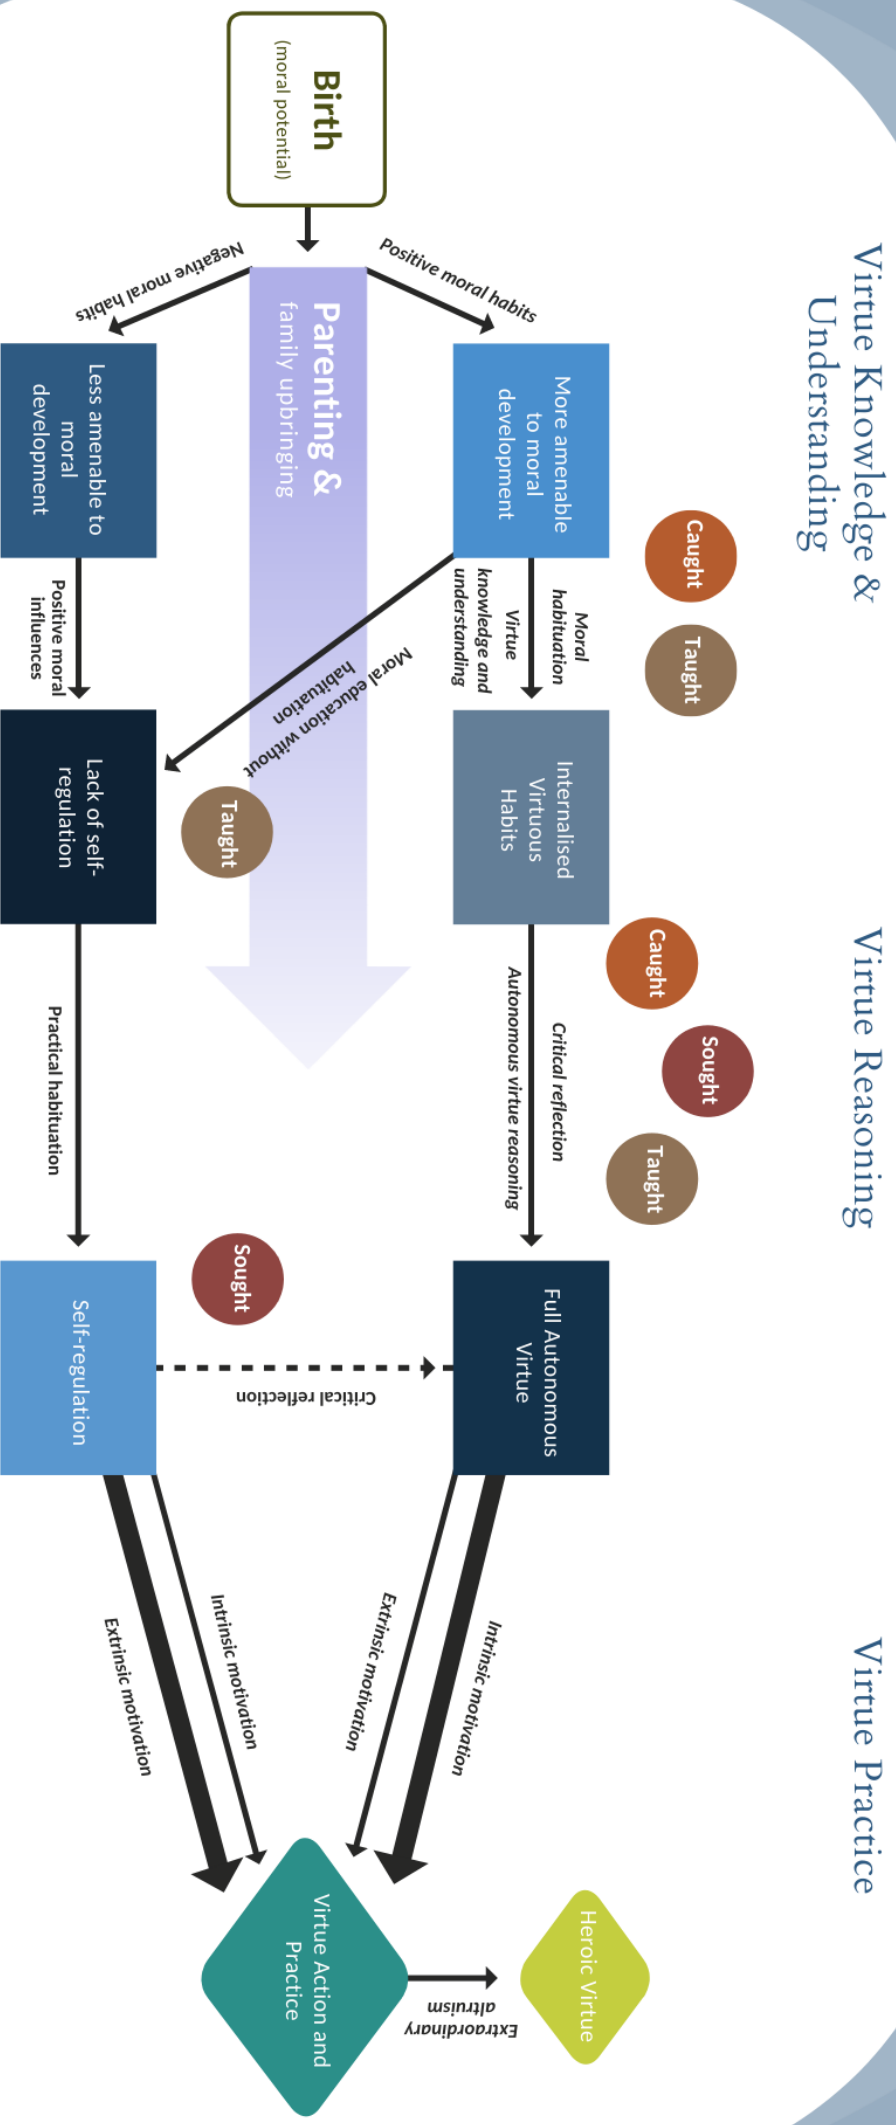 Virtue Knowledge &
Understanding
Virtue Reasoning
Virtue Practice
Caught
Taught
Caught
Sought
Taught
Birth
(moral potential)
Positive moral habits
Negative moral habits
Parenting &
family upbringing
More amenable
to moral
development
Moral
habituation
Virtue
knowledge and
understanding
Internalised
Virtuous
Habits
Critical reflection
Autonomous virtue reasoning
Full Autonomous
Virtue
Intrinsic motivation
Extrinsic motivation
Heroic Virtue
Extraordinary
altruism
Virtue Action and
Practice
Moral education without
habituation
Taught
Sought
Critical reflection
Less amenable to
moral
development
Positive moral
influences
Lack of self-
regulation
Practical habituation
Self-regulation
Intrinsic motivation
Extrinsic motivation